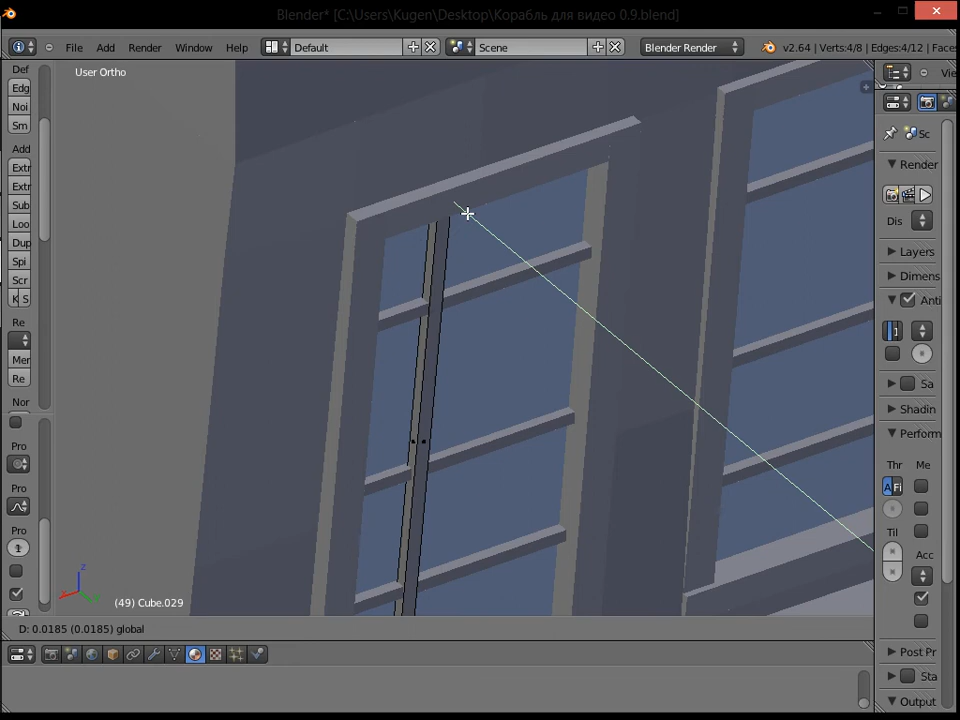 Blender* [C:\Users\Kugen\Desktop\Корабль для видео 0.9.blend]
File Add Render Window Help Default Scene Blender Render v2.64 | Verts:4/8 | Edges:4/12 | Face
User Ortho
Def
Edg
Noi
Sm
Add
Extr
Extr
Sub
Loo
Dup
Spi
Scr
K S
Re
Mer
Re
Nor
Pro
Pro
Pro
1
z
(49) Cube.029
D: 0.0185 (0.0185) global
Vie
Sc
Render
Dis
Layers
Dimens
Anti
Sa
Shadin
Perform
Thr Me
A Fi
Til
Acc
Post Pr
Sta
Output